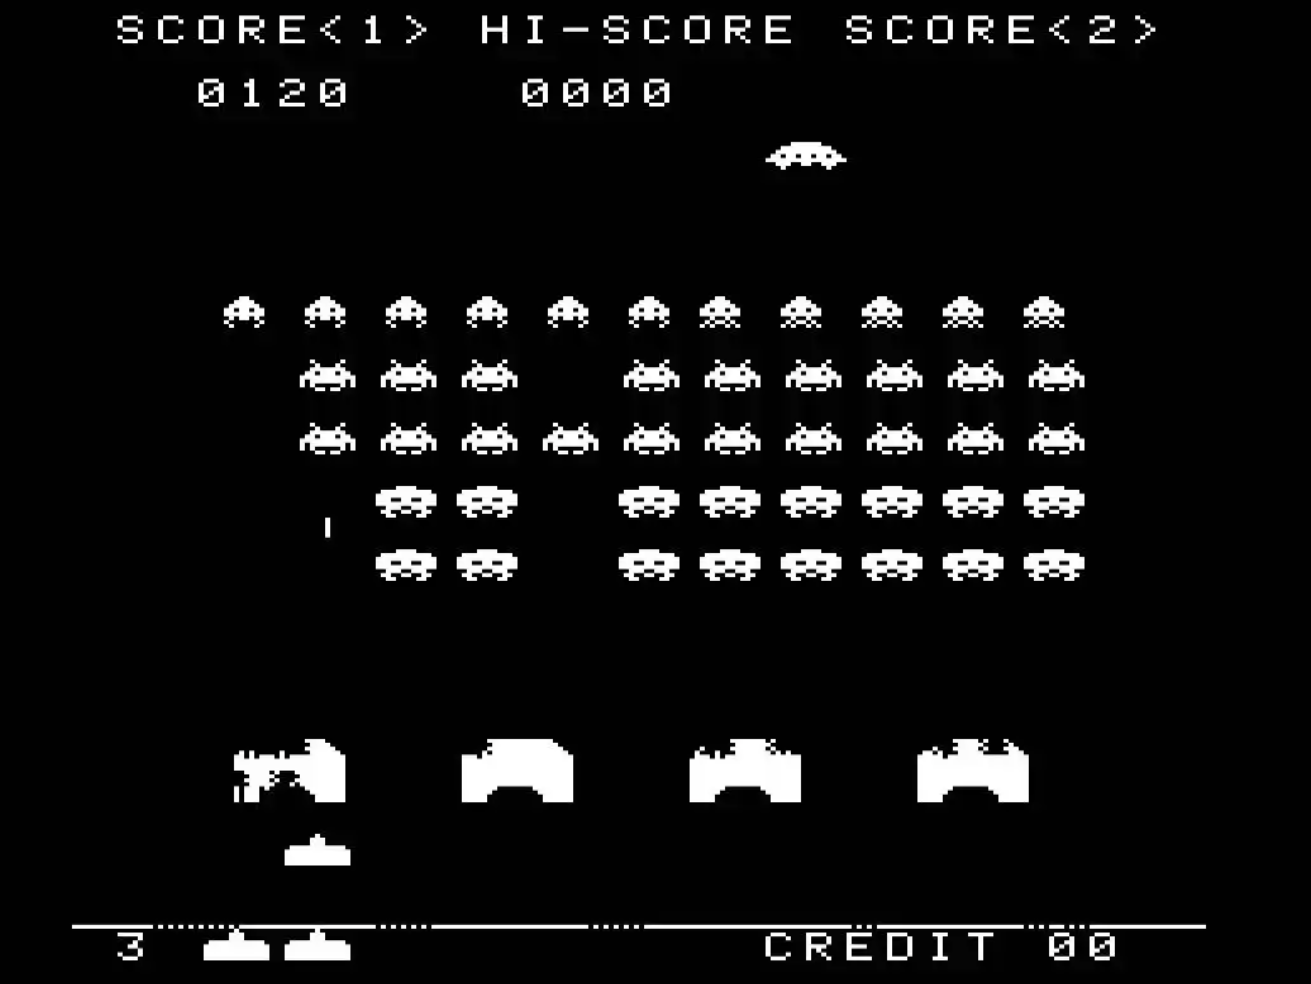 SCORE<1> HI-SCORE SCORE<2>
0120 0000
3 CREDIT 00